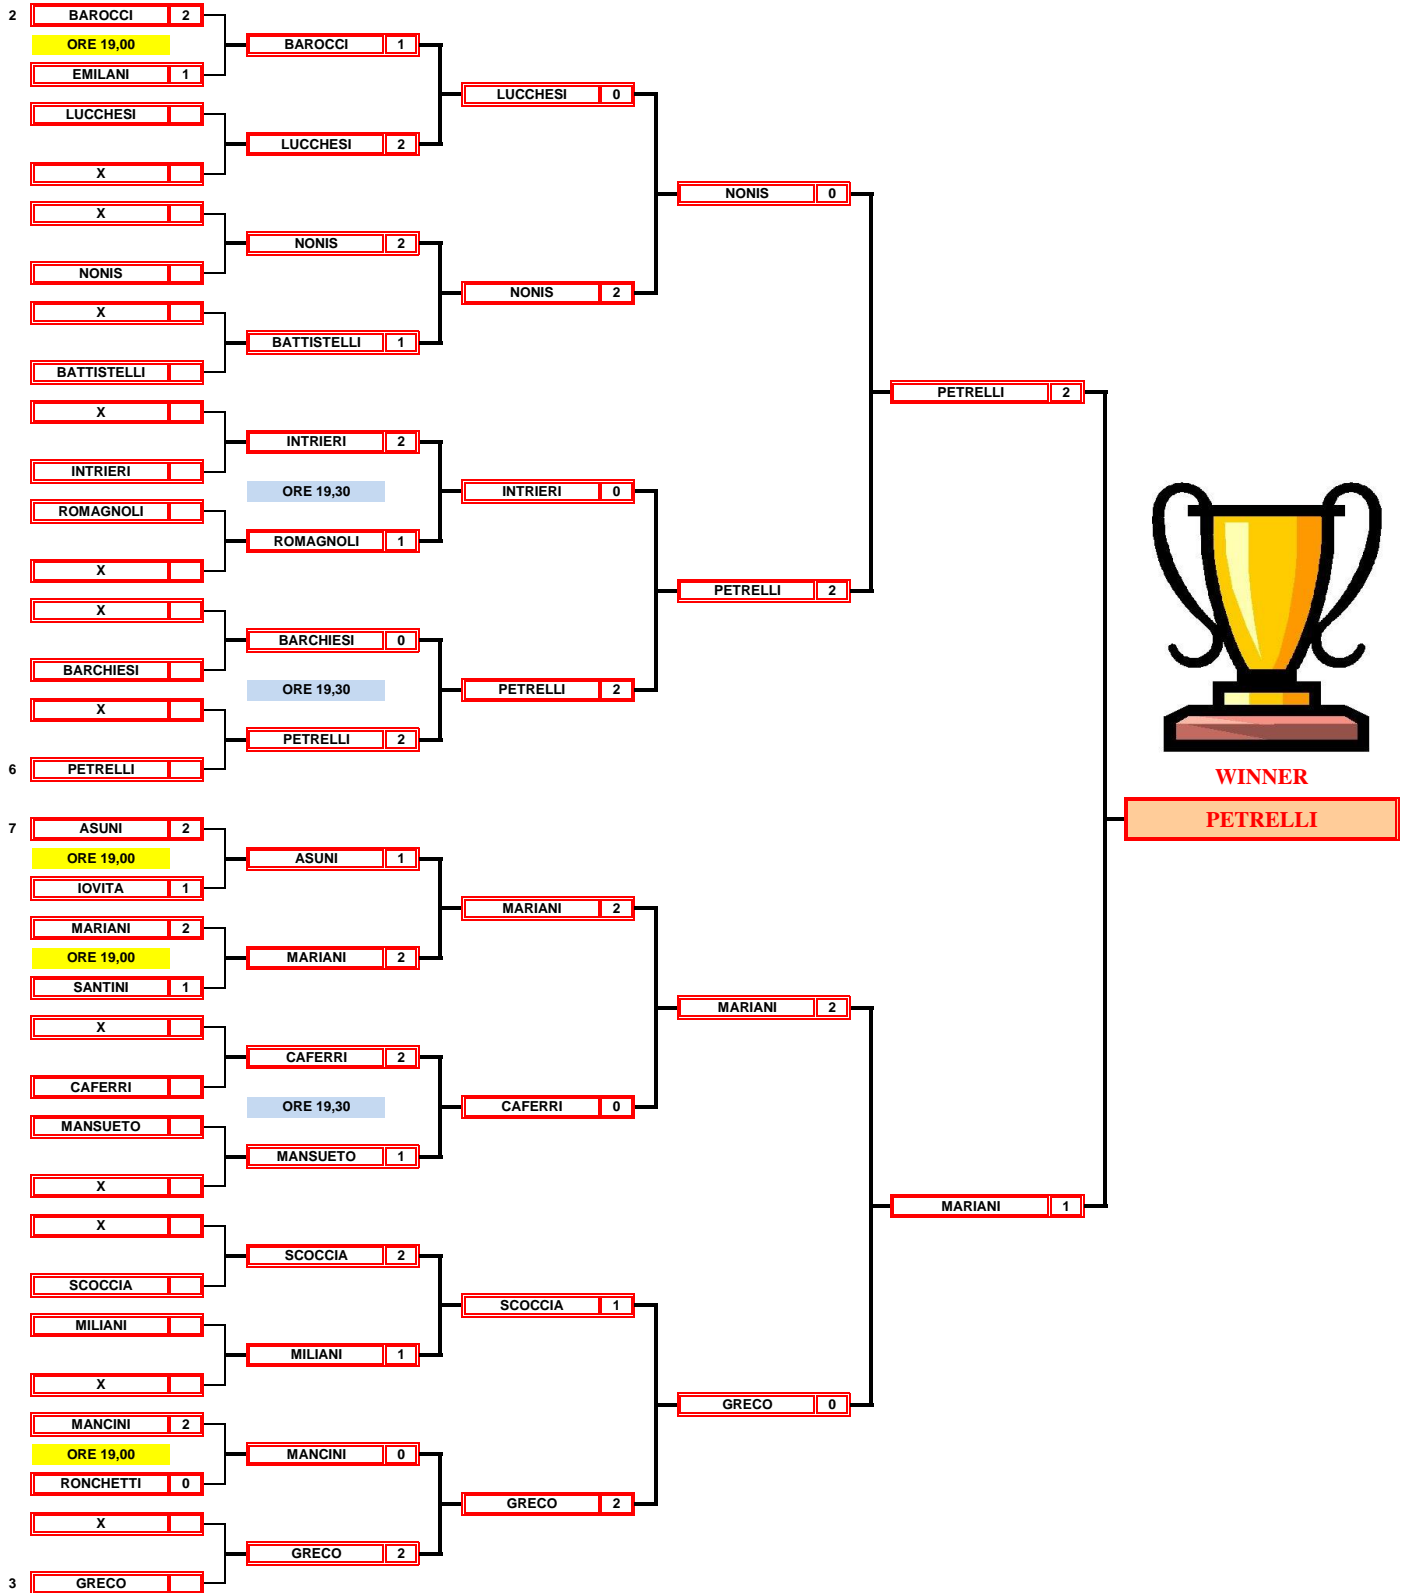 2 BAROCCI 2
ORE 19,00
BAROCCI 1
EMILANI 1
LUCCHESI 0
LUCCHESI
LUCCHESI 2
X
NONIS 0
X
NONIS 2
NONIS
NONIS 2
X
BATTISTELLI 1
BATTISTELLI
PETRELLI 2
X
INTRIERI 2
INTRIERI
ORE 19,30
INTRIERI 0
ROMAGNOLI
ROMAGNOLI 1
X
PETRELLI 2
X
BARCHIESI 0
BARCHIESI
ORE 19,30
PETRELLI 2
X
PETRELLI 2
6 PETRELLI
WINNER
PETRELLI
7 ASUNI 2
ORE 19,00
ASUNI 1
IOVITA 1
MARIANI 2
MARIANI 2
ORE 19,00
MARIANI 2
SANTINI 1
MARIANI 2
X
CAFERRI 2
CAFERRI
ORE 19,30
CAFERRI 0
MANSUETO
MANSUETO 1
X
MARIANI 1
X
SCOCCIA 2
SCOCCIA
SCOCCIA 1
MILIANI
MILIANI 1
X
GRECO 0
MANCINI 2
ORE 19,00
MANCINI 0
RONCHETTI 0
GRECO 2
X
GRECO 2
3 GRECO